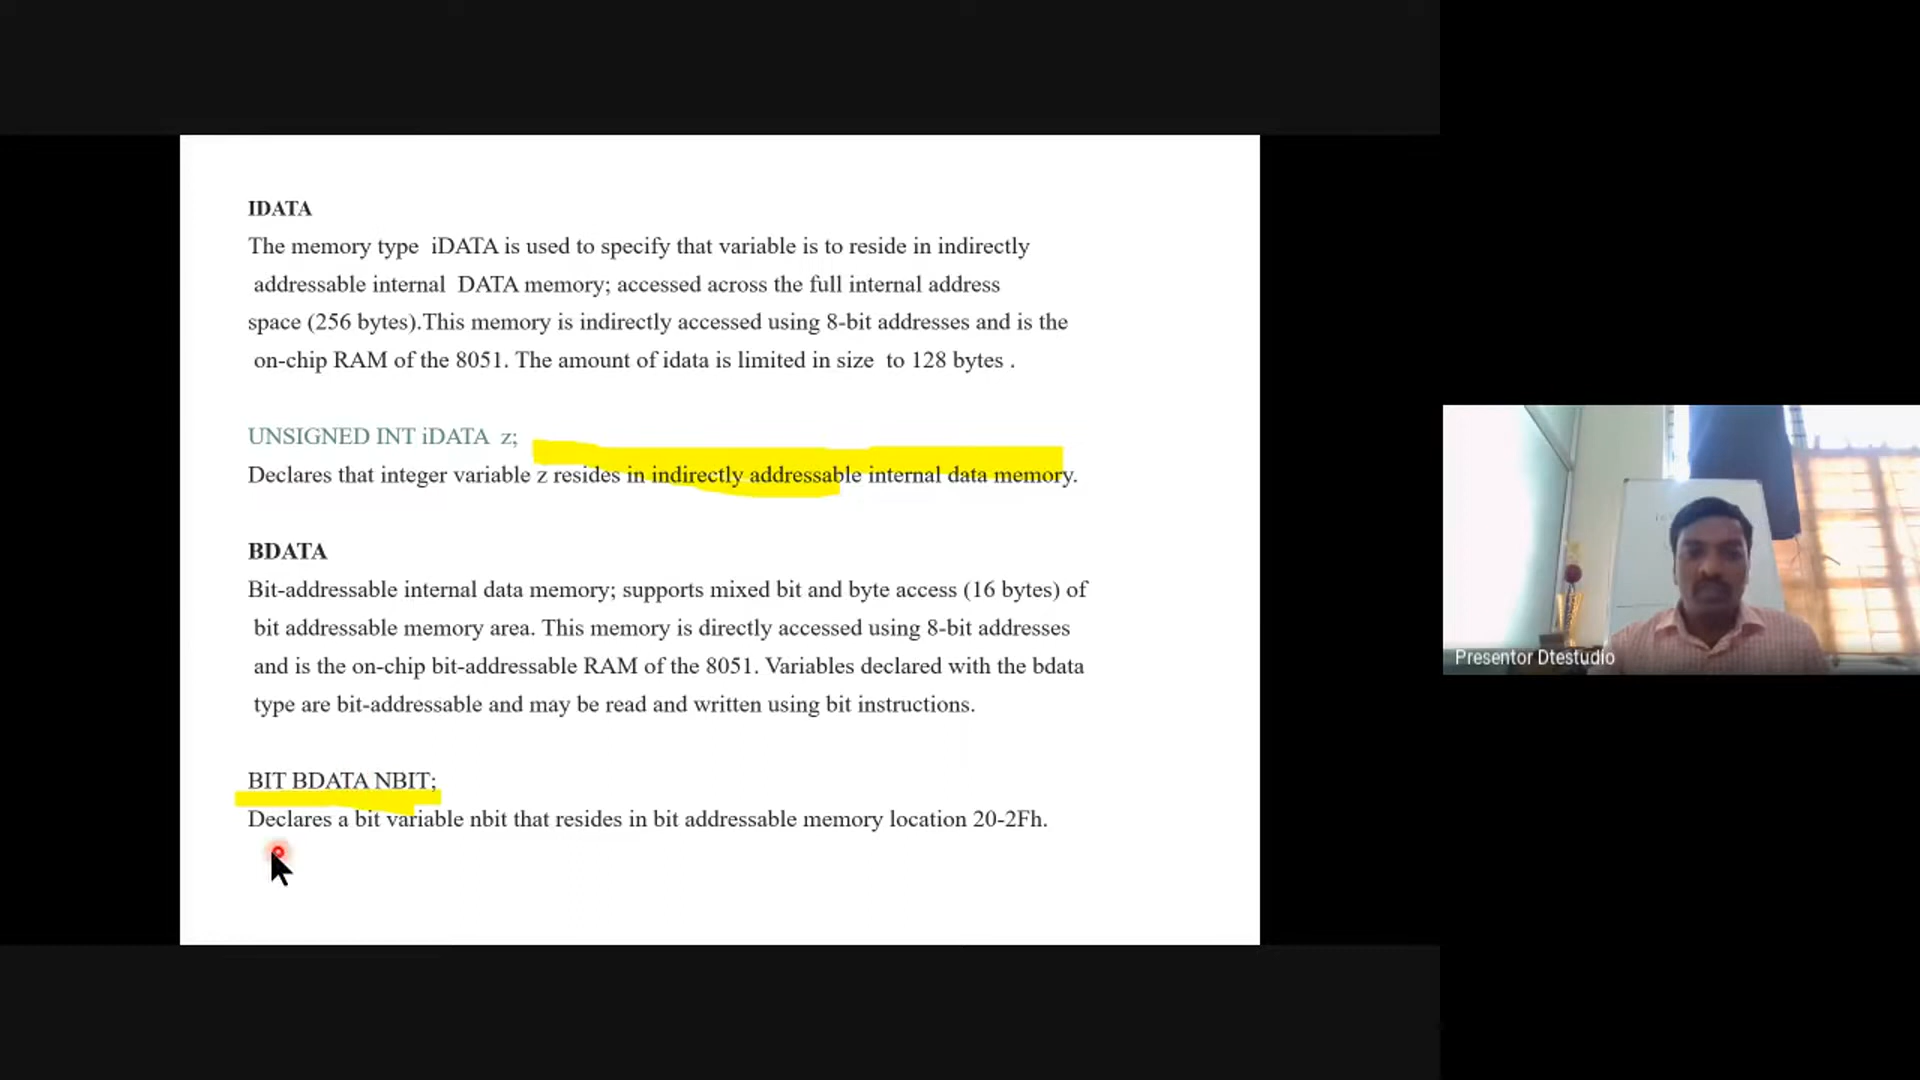 IDATA
The memory type iDATA is used to specify that variable is to reside in indirectly
addressable internal DATA memory; accessed across the full internal address
space (256 bytes).This memory is indirectly accessed using 8-bit addresses and is the
on-chip RAM of the 8051. The amount of idata is limited in size to 128 bytes .
UNSIGNED INT iDATA z;
Declares that integer variable z resides in indirectly addressable internal data memory.
BDATA
Bit-addressable internal data memory; supports mixed bit and byte access (16 bytes) of
bit addressable memory area. This memory is directly accessed using 8-bit addresses
and is the on-chip bit-addressable RAM of the 8051. Variables declared with the bdata
type are bit-addressable and may be read and written using bit instructions.
BIT BDATA NBIT;
Declares a bit variable nbit that resides in bit addressable memory location 20-2Fh.
Presentor Dtestudio